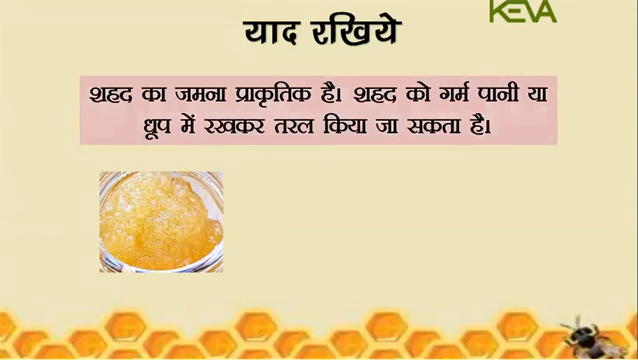 KEVA
याद रखिये
शहद का जमना प्राकृतिक है। शहद को गर्म पानी या
धूप में रखकर तरल किया जा सकता है।